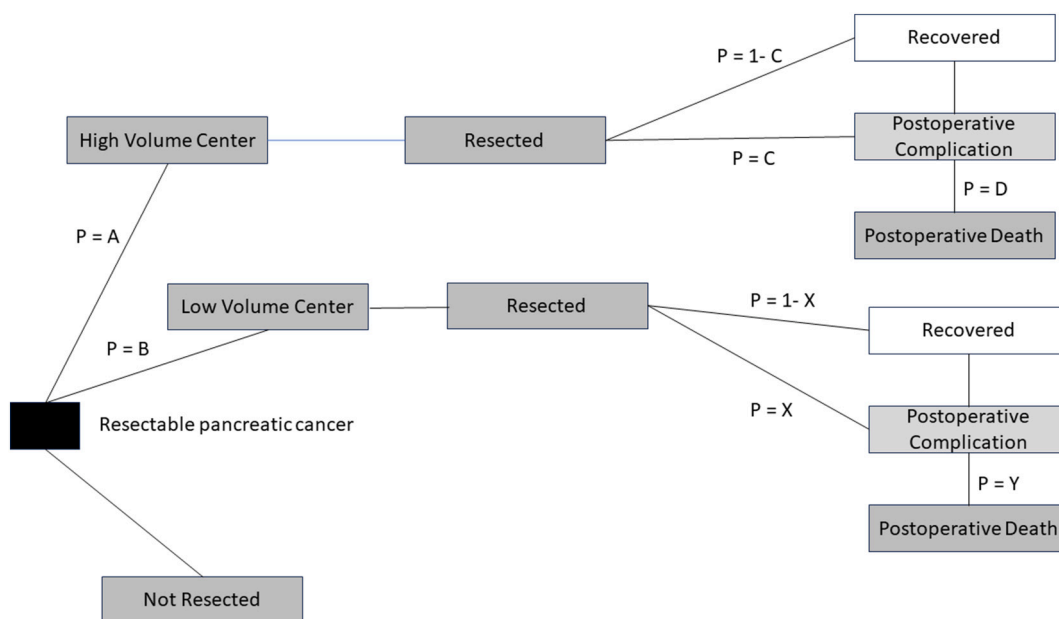 Recovered
P = 1- C
High Volume Center
Resected
Postoperative
Complication
P = C
P = D
P = A
Postoperative Death
Low Volume Center
Resected
P = 1- X
Recovered
P = B
P = X
Resectable pancreatic cancer
Postoperative
Complication
P = Y
Postoperative Death
Not Resected